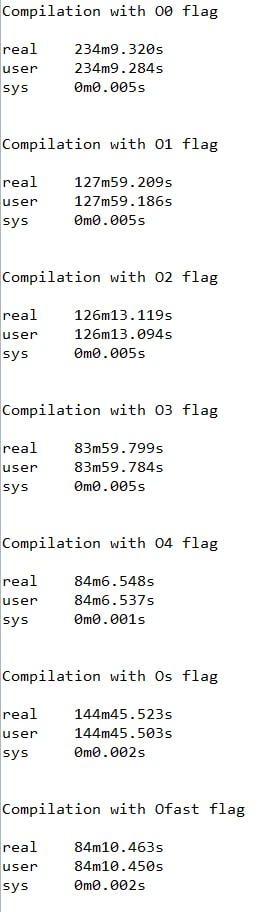 Compilation with O0 flag
real 234m9.320s
user 234m9.284s
sys 0m0.005s
Compilation with O1 flag
real 127m59.209s
user 127m59.186s
sys 0m0.005s
Compilation with O2 flag
real 126m13.119s
user 126m13.094s
sys 0m0.005s
Compilation with O3 flag
real 83m59.799s
user 83m59.784s
sys 0m0.005s
Compilation with O4 flag
real 84m6.548s
user 84m6.537s
sys 0m0.001s
Compilation with Os flag
real 144m45.523s
user 144m45.503s
sys 0m0.002s
Compilation with Ofast flag
real 84m10.463s
user 84m10.450s
sys 0m0.002s